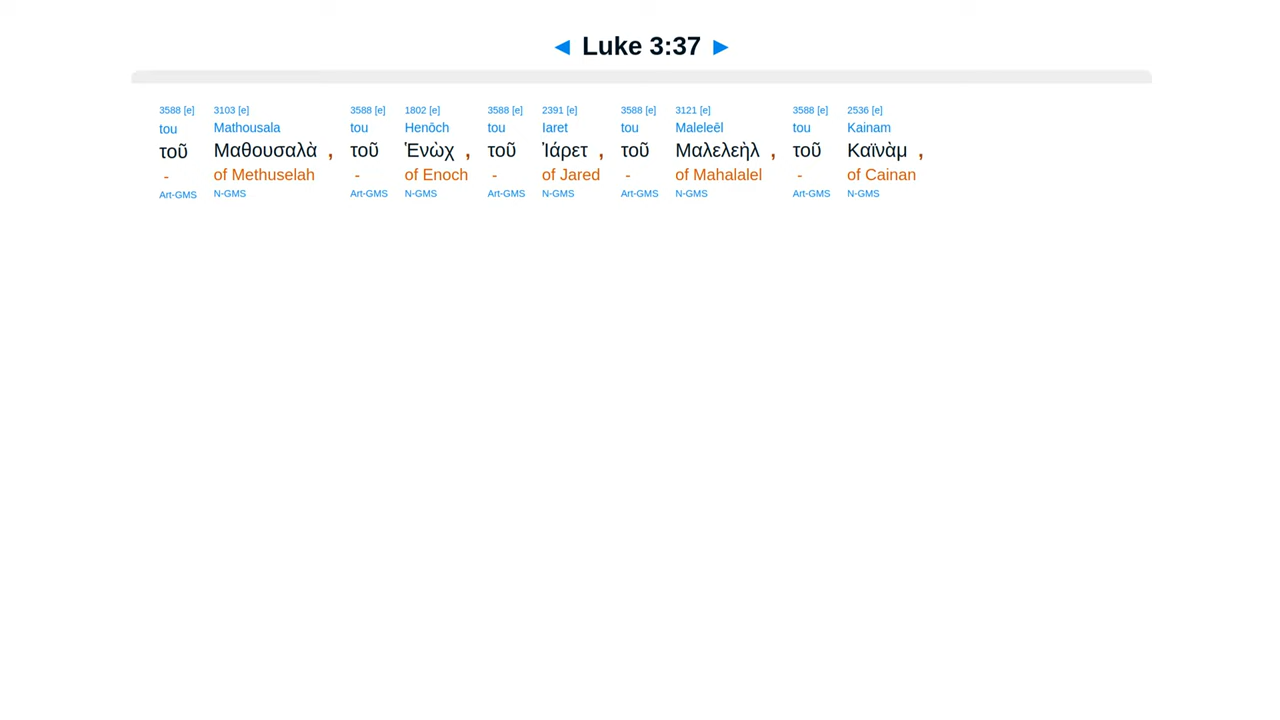 ◄ Luke 3:37 ►
3588 [e] 3103 [e] 3588 [e] 1802 [e] 3588 [e] 2391 [e] 3588 [e] 3121 [e] 3588 [e] 2536 [e]
tou Mathousala tou Henōch tou Iaret tou Maleleēl tou Kainam
τοῦ Μαθουσαλὰ , τοῦ Ἑνὼχ , τοῦ Ἰάρετ , τοῦ Μαλελεὴλ , τοῦ Καϊνὰμ ,
- of Methuselah - of Enoch - of Jared - of Mahalalel - of Cainan
Art-GMS N-GMS Art-GMS N-GMS Art-GMS N-GMS Art-GMS N-GMS Art-GMS N-GMS